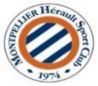 MONTPELLIER Hérault Sport Club
1974